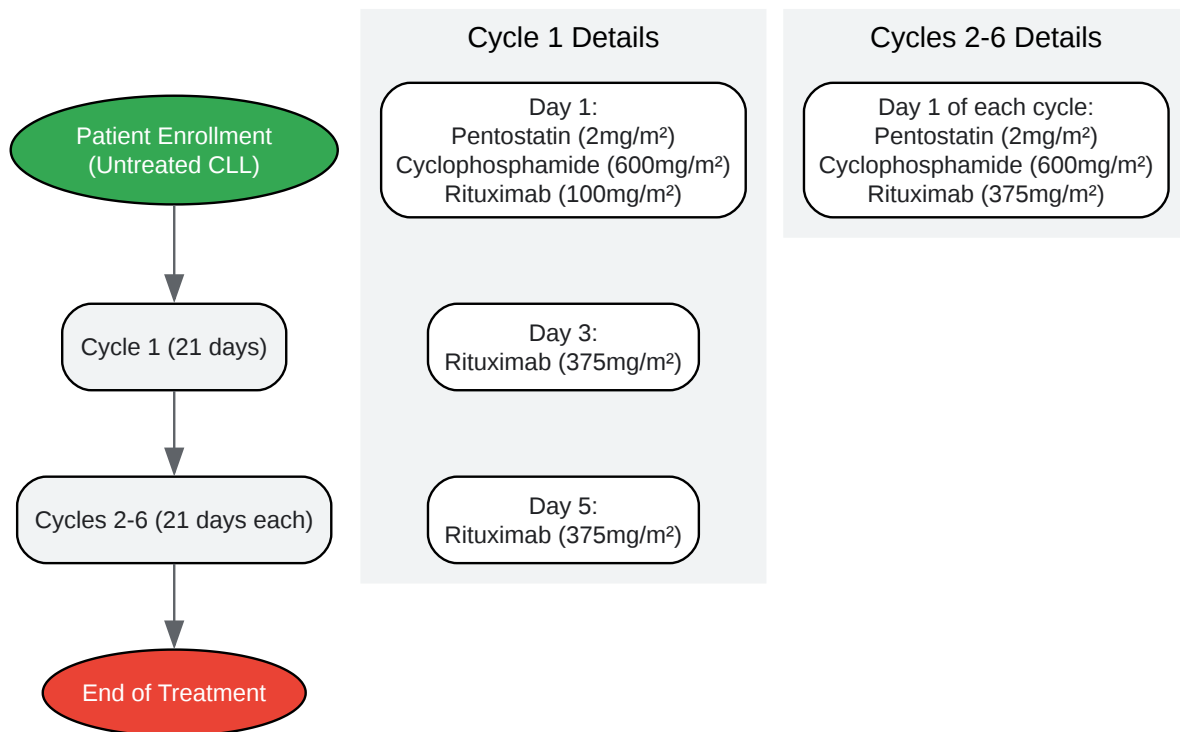 Patient Enrollment
(Untreated CLL)
Cycle 1 (21 days)
Cycles 2-6 (21 days each)
End of Treatment
Cycle 1 Details
Day 1:
Pentostatin (2mg/m²)
Cyclophosphamide (600mg/m²)
Rituximab (100mg/m²)
Day 3:
Rituximab (375mg/m²)
Day 5:
Rituximab (375mg/m²)
Cycles 2-6 Details
Day 1 of each cycle:
Pentostatin (2mg/m²)
Cyclophosphamide (600mg/m²)
Rituximab (375mg/m²)